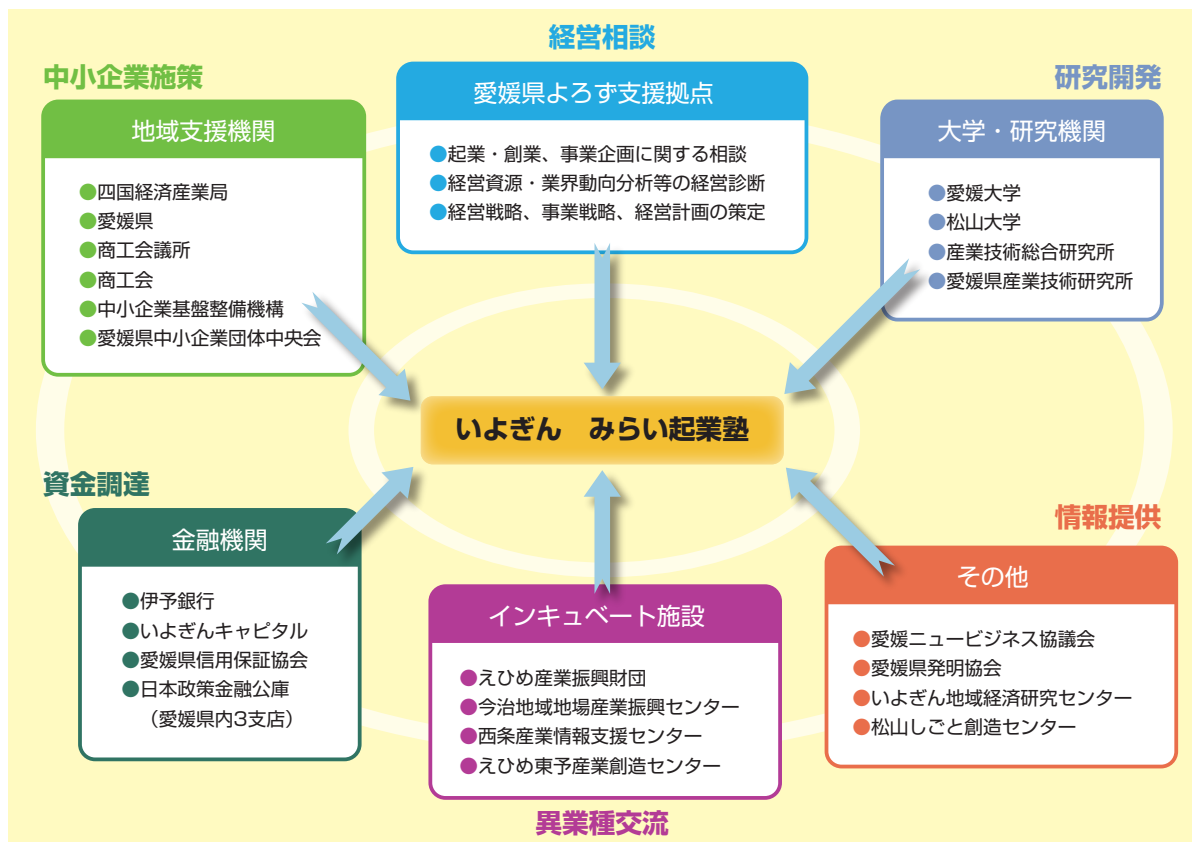 経営相談
愛媛県よろず支援拠点
●起業・創業、事業企画に関する相談
●経営資源・業界動向分析等の経営診断
●経営戦略、事業戦略、経営計画の策定
中小企業施策
地域支援機関
●四国経済産業局
●愛媛県
●商工会議所
●商工会
●中小企業基盤整備機構
●愛媛県中小企業団体中央会
研究開発
大学・研究機関
●愛媛大学
●松山大学
●産業技術総合研究所
●愛媛県産業技術研究所
いよぎん　みらい起業塾
資金調達
金融機関
●伊予銀行
●いよぎんキャピタル
●愛媛県信用保証協会
●日本政策金融公庫
（愛媛県内3支店）
インキュベート施設
●えひめ産業振興財団
●今治地域地場産業振興センター
●西条産業情報支援センター
●えひめ東予産業創造センター
異業種交流
情報提供
その他
●愛媛ニュービジネス協議会
●愛媛県発明協会
●いよぎん地域経済研究センター
●松山しごと創造センター